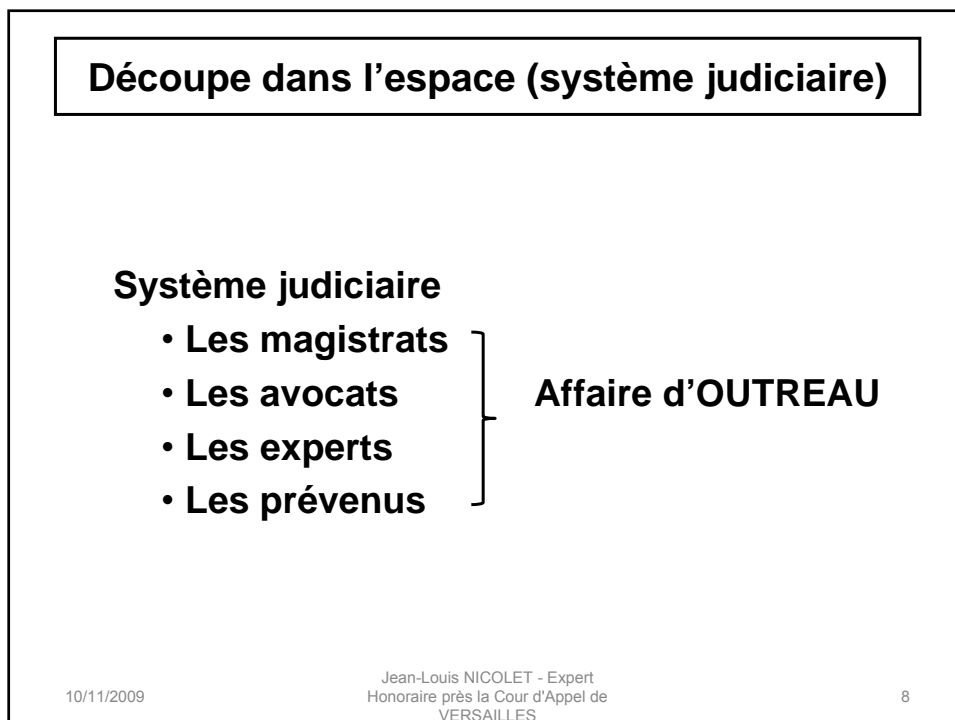 Découpe dans l’espace (système judiciaire)
Système judiciaire
• Les magistrats
• Les avocats
• Les experts
• Les prévenus
Affaire d’OUTREAU
10/11/2009
Jean-Louis NICOLET - Expert
Honoraire près la Cour d'Appel de
VERSAILLES
8